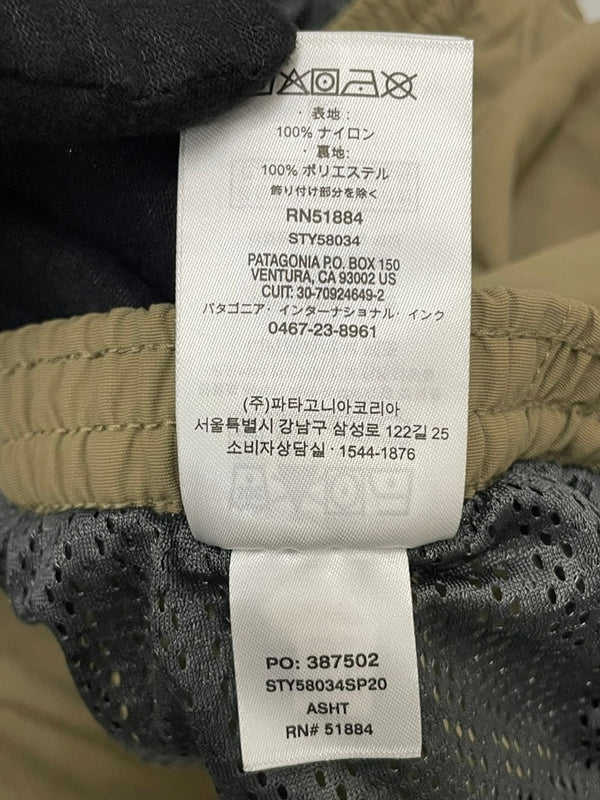 ・表地：
100% ナイロン
・裏地:
100% ポリエステル
飾り付け部分を除く
RN51884
STY58034
PATAGONIA P.O. BOX 150
VENTURA, CA 93002 US
CUIT: 30-70924649-2
パタゴニア・インターナショナル・インク
0467-23-8961
(주)파타고니아코리아
서울특별시 강남구 삼성로 122길 25
소비자상담실 · 1544-1876
PO: 387502
STY58034SP20
ASHT
RN# 51884